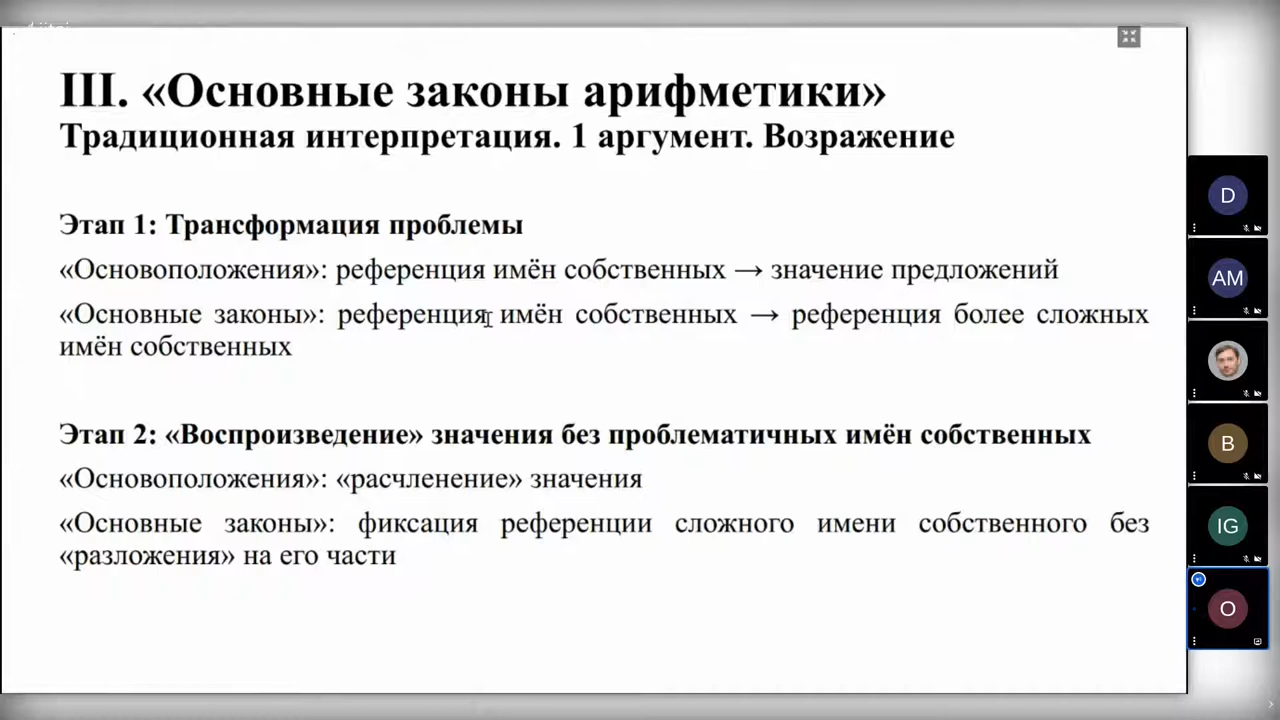 III. «Основные законы арифметики»
Традиционная интерпретация. 1 аргумент. Возражение
Этап 1: Трансформация проблемы
«Основоположения»: референция имён собственных → значение предложений
«Основные законы»: референция имён собственных → референция более сложных
имён собственных
Этап 2: «Воспроизведение» значения без проблематичных имён собственных
«Основоположения»: «расчленение» значения
«Основные законы»: фиксация референции сложного имени собственного без
«разложения» на его части
D
AM
B
IG
O